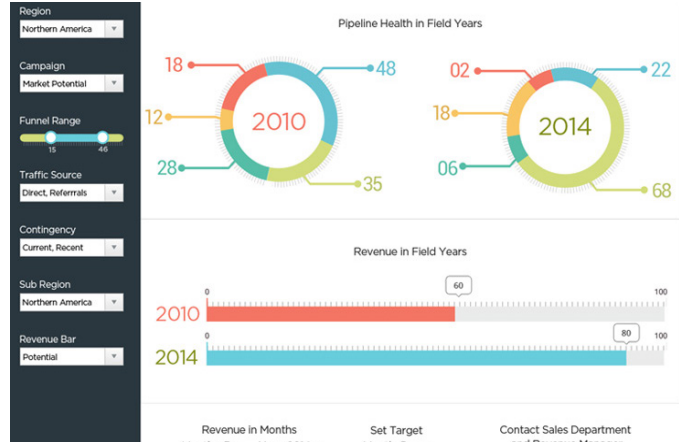 Region
Northern America
Campaign
Market Potential
Funnel Range
15 46
Traffic Source
Direct, Referrrals
Contingency
Current, Recent
Sub Region
Northern America
Revenue Bar
Potential
Pipeline Health in Field Years
18
48
12
2010
28
35
02
22
18
2014
06
68
Revenue in Field Years
60
0 100
2010
80
0 100
2014
Revenue in Months
Set Target
Contact Sales Department